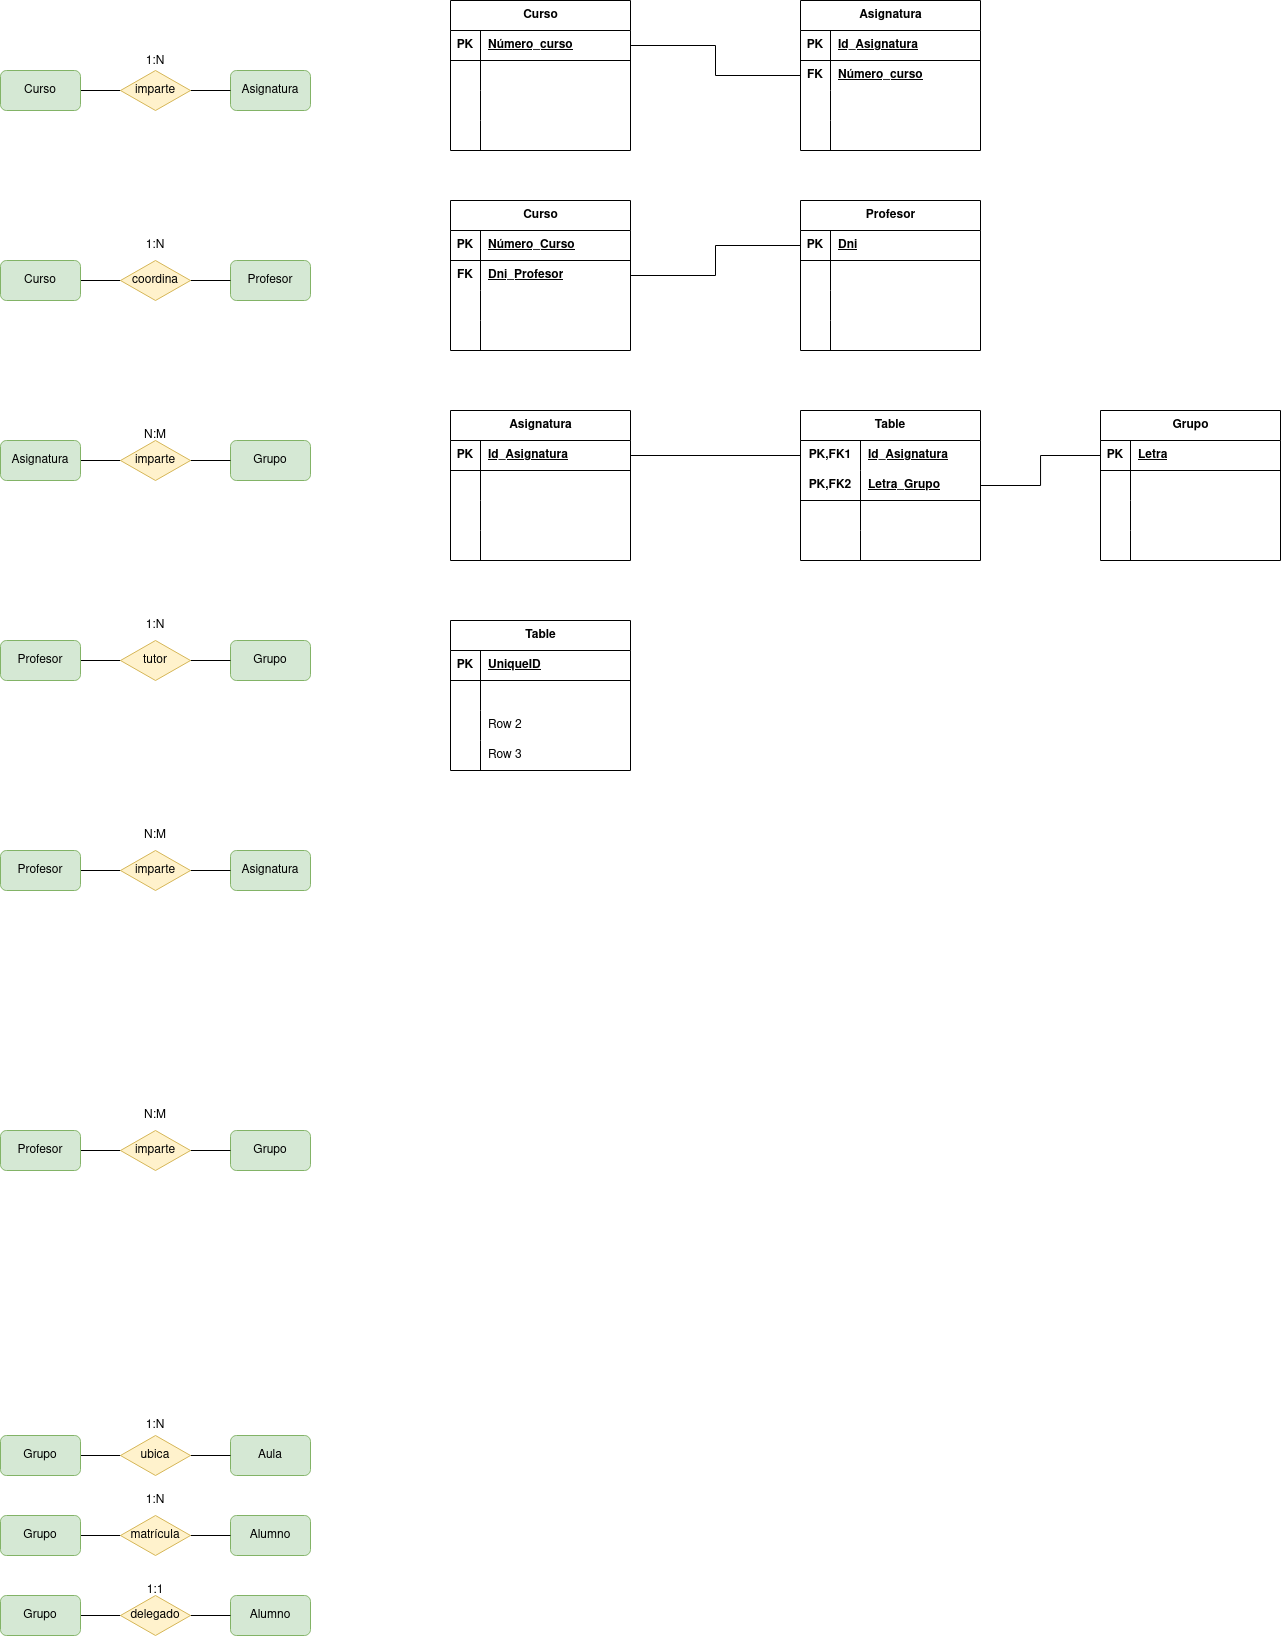 Curso
Asignatura
PK
Número_curso
PK
Id_Asignatura
1:N
FK
Número_curso
Curso
imparte
Asignatura
Curso
Profesor
1:N
PK
Número_Curso
PK
Dni
Curso
coordina
Profesor
FK
Dni_Profesor
Asignatura
Table
Grupo
N:M
PK
Id_Asignatura
PK,FK1
Id_Asignatura
PK
Letra
Asignatura
imparte
Grupo
PK,FK2
Letra_Grupo
1:N
Table
Profesor
tutor
Grupo
PK
UniqueID
Row 2
Row 3
N:M
Profesor
imparte
Asignatura
N:M
Profesor
imparte
Grupo
1:N
Grupo
ubica
Aula
1:N
Grupo
matrícula
Alumno
1:1
Grupo
delegado
Alumno